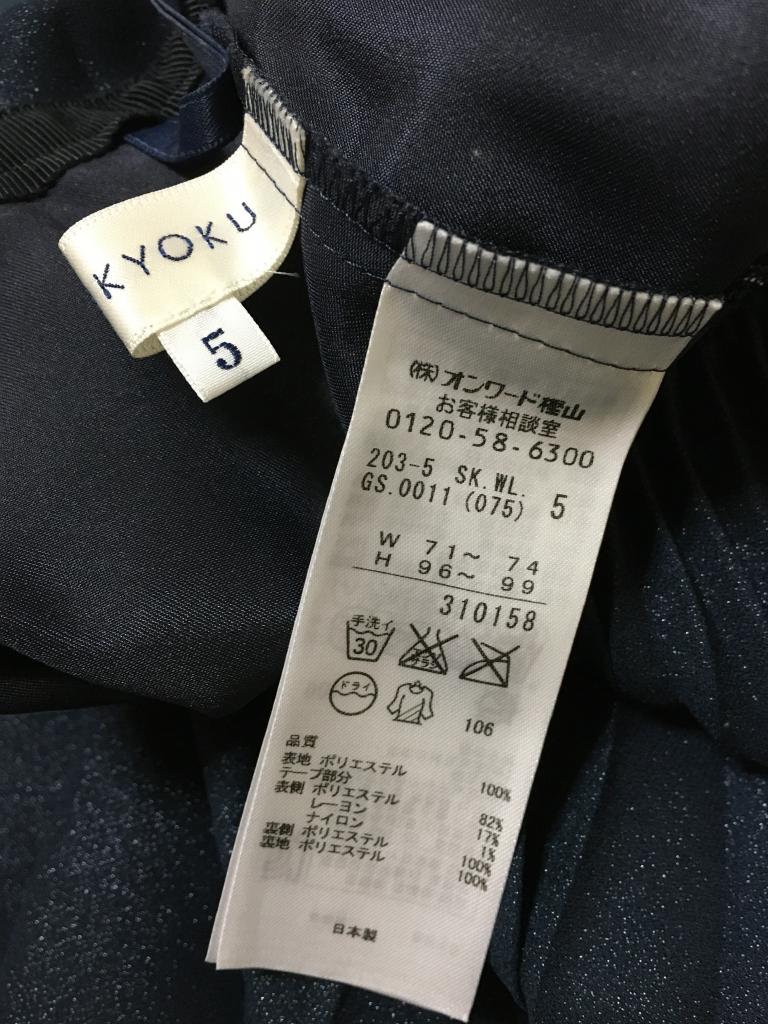 KYOKU
5
(株)オンワード樫山
お客様相談室
0120-58-6300
203-5 SK.WL. 5
GS.0011 (075)
W 71～ 74
H 96～ 99
310158
手洗イ
30
ドライ
106
品質
表地 ポリエステル 100%
テープ部分
表側 ポリエステル 82%
レーヨン 17%
ナイロン 1%
裏側 ポリエステル 100%
裏地 ポリエステル 100%
日本製